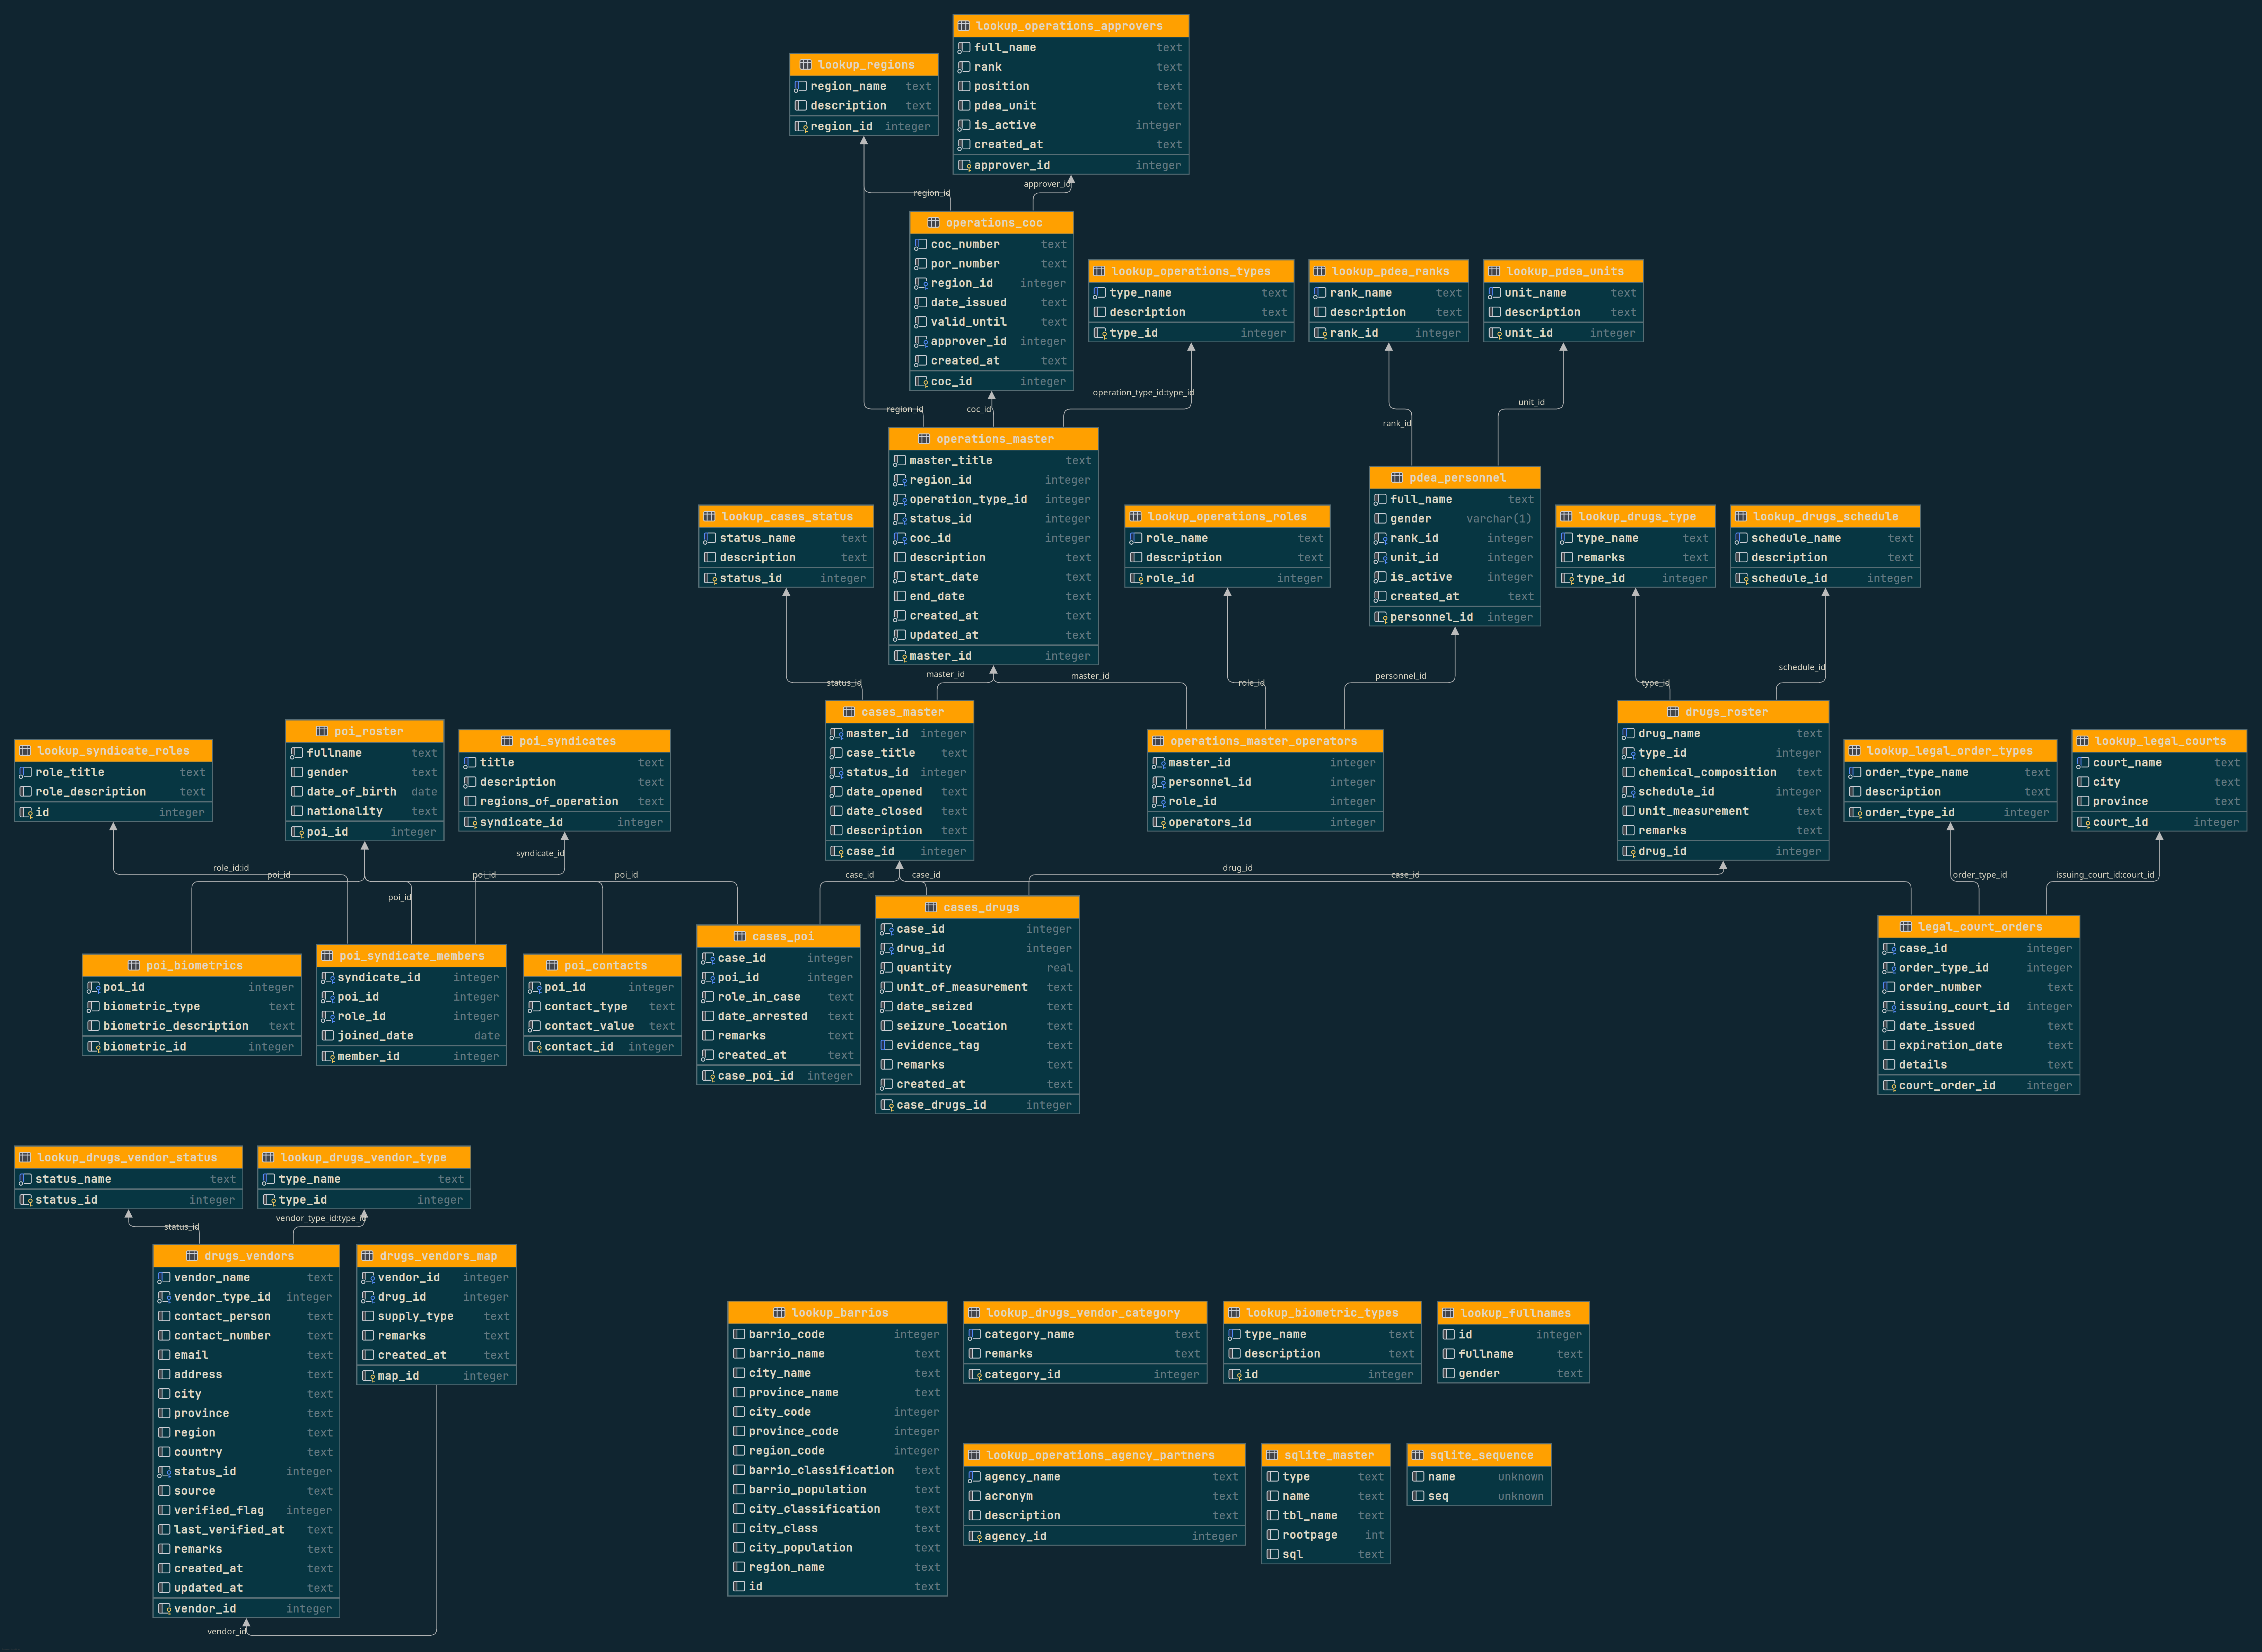 lookup_operations_approvers
full_name text
rank text
position text
pdea_unit text
is_active integer
created_at text
approver_id integer
lookup_regions
region_name text
description text
region_id integer
region_id
approver_id
operations_coc
coc_number text
por_number text
region_id integer
date_issued text
valid_until text
approver_id integer
created_at text
coc_id integer
lookup_operations_types
type_name text
description text
type_id integer
lookup_pdea_ranks
rank_name text
description text
rank_id integer
lookup_pdea_units
unit_name text
description text
unit_id integer
region_id
coc_id
operation_type_id:type_id
rank_id
unit_id
operations_master
master_title text
region_id integer
operation_type_id integer
status_id integer
coc_id integer
description text
start_date text
end_date text
created_at text
updated_at text
master_id integer
pdea_personnel
full_name text
gender varchar(1)
rank_id integer
unit_id integer
is_active integer
created_at text
personnel_id integer
lookup_cases_status
status_name text
description text
status_id integer
lookup_operations_roles
role_name text
description text
role_id integer
lookup_drugs_type
type_name text
remarks text
type_id integer
lookup_drugs_schedule
schedule_name text
description text
schedule_id integer
status_id
master_id
master_id
role_id
personnel_id
type_id
schedule_id
lookup_syndicate_roles
role_title text
role_description text
id integer
poi_roster
fullname text
gender text
date_of_birth date
nationality text
poi_id integer
poi_syndicates
title text
description text
regions_of_operation text
syndicate_id integer
cases_master
master_id integer
case_title text
status_id integer
date_opened text
date_closed text
description text
case_id integer
operations_master_operators
master_id integer
personnel_id integer
role_id integer
operators_id integer
drugs_roster
drug_name text
type_id integer
chemical_composition text
schedule_id integer
unit_measurement text
remarks text
drug_id integer
lookup_legal_order_types
order_type_name text
description text
order_type_id integer
lookup_legal_courts
court_name text
city text
province text
court_id integer
role_id:id
poi_id
poi_id
syndicate_id
poi_id
poi_id
case_id
case_id
drug_id
case_id
order_type_id
issuing_court_id:court_id
poi_biometrics
poi_id integer
biometric_type text
biometric_description text
biometric_id integer
poi_syndicate_members
syndicate_id integer
poi_id integer
role_id integer
joined_date date
member_id integer
poi_contacts
poi_id integer
contact_type text
contact_value text
contact_id integer
cases_poi
case_id integer
poi_id integer
role_in_case text
date_arrested text
remarks text
created_at text
case_poi_id integer
cases_drugs
case_id integer
drug_id integer
quantity real
unit_of_measurement text
date_seized text
seizure_location text
evidence_tag text
remarks text
created_at text
case_drugs_id integer
legal_court_orders
case_id integer
order_type_id integer
order_number text
issuing_court_id integer
date_issued text
expiration_date text
details text
court_order_id integer
lookup_drugs_vendor_status
status_name text
status_id integer
lookup_drugs_vendor_type
type_name text
type_id integer
status_id
vendor_type_id:type_id
drugs_vendors
vendor_name text
vendor_type_id integer
contact_person text
contact_number text
email text
address text
city text
province text
region text
country text
status_id integer
source text
verified_flag integer
last_verified_at text
remarks text
created_at text
updated_at text
vendor_id integer
drugs_vendors_map
vendor_id integer
drug_id integer
supply_type text
remarks text
created_at text
map_id integer
vendor_id
lookup_barrios
barrio_code integer
barrio_name text
city_name text
province_name text
city_code integer
province_code integer
region_code integer
barrio_classification text
barrio_population text
city_classification text
city_class text
city_population text
region_name text
id text
lookup_drugs_vendor_category
category_name text
remarks text
category_id integer
lookup_biometric_types
type_name text
description text
id integer
lookup_fullnames
id integer
fullname text
gender text
lookup_operations_agency_partners
agency_name text
acronym text
description text
agency_id integer
sqlite_master
type text
name text
tbl_name text
rootpage int
sql text
sqlite_sequence
name unknown
seq unknown